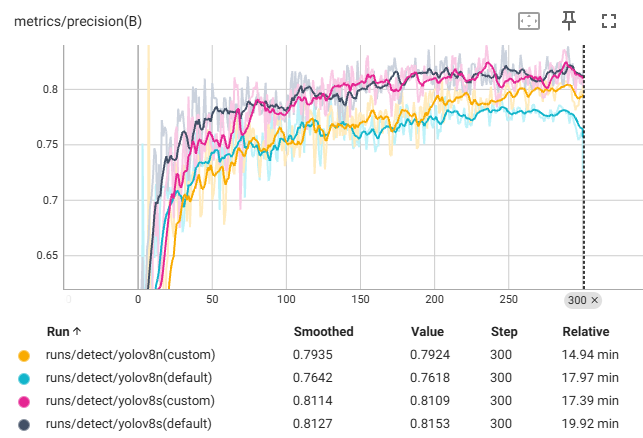 metrics/precision(B)
0.8
0.75
0.7
0.65
0 0 50 100 150 200 250 300 ×
Run ↑ Smoothed Value Step Relative
runs/detect/yolov8n(custom) 0.7935 0.7924 300 14.94 min
runs/detect/yolov8n(default) 0.7642 0.7618 300 17.97 min
runs/detect/yolov8s(custom) 0.8114 0.8109 300 17.39 min
runs/detect/yolov8s(default) 0.8127 0.8153 300 19.92 min